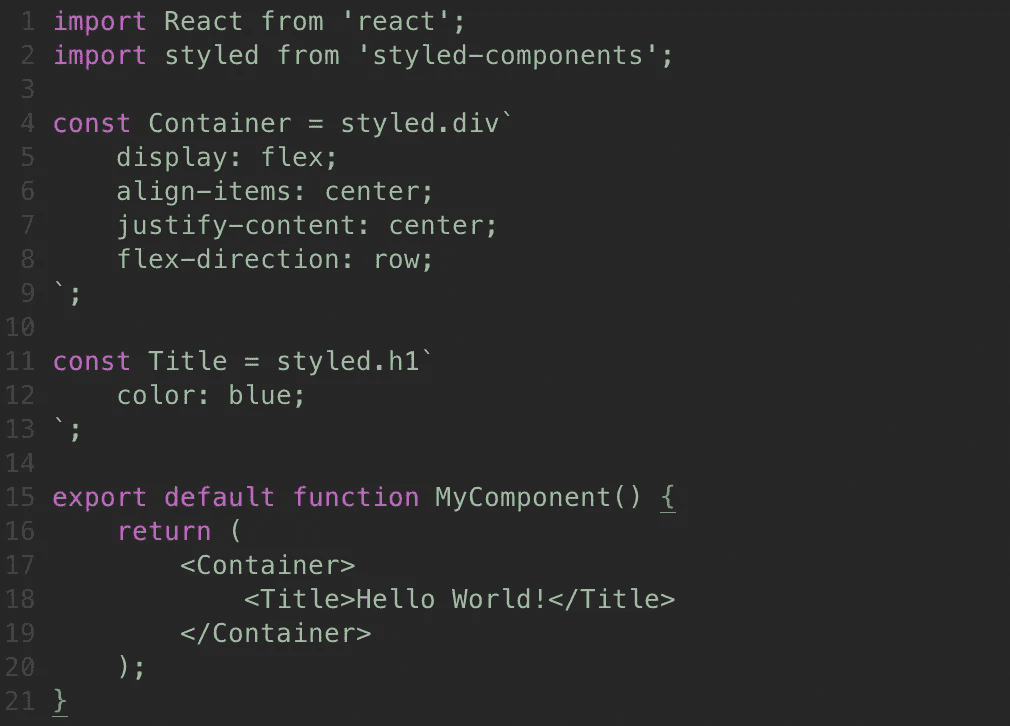 1 import React from 'react';
2 import styled from 'styled-components';
3
4 const Container = styled.div`
5     display: flex;
6     align-items: center;
7     justify-content: center;
8     flex-direction: row;
9 `;
10
11 const Title = styled.h1`
12     color: blue;
13 `;
14
15 export default function MyComponent() {
16     return (
17         <Container>
18             <Title>Hello World!</Title>
19         </Container>
20     );
21 }